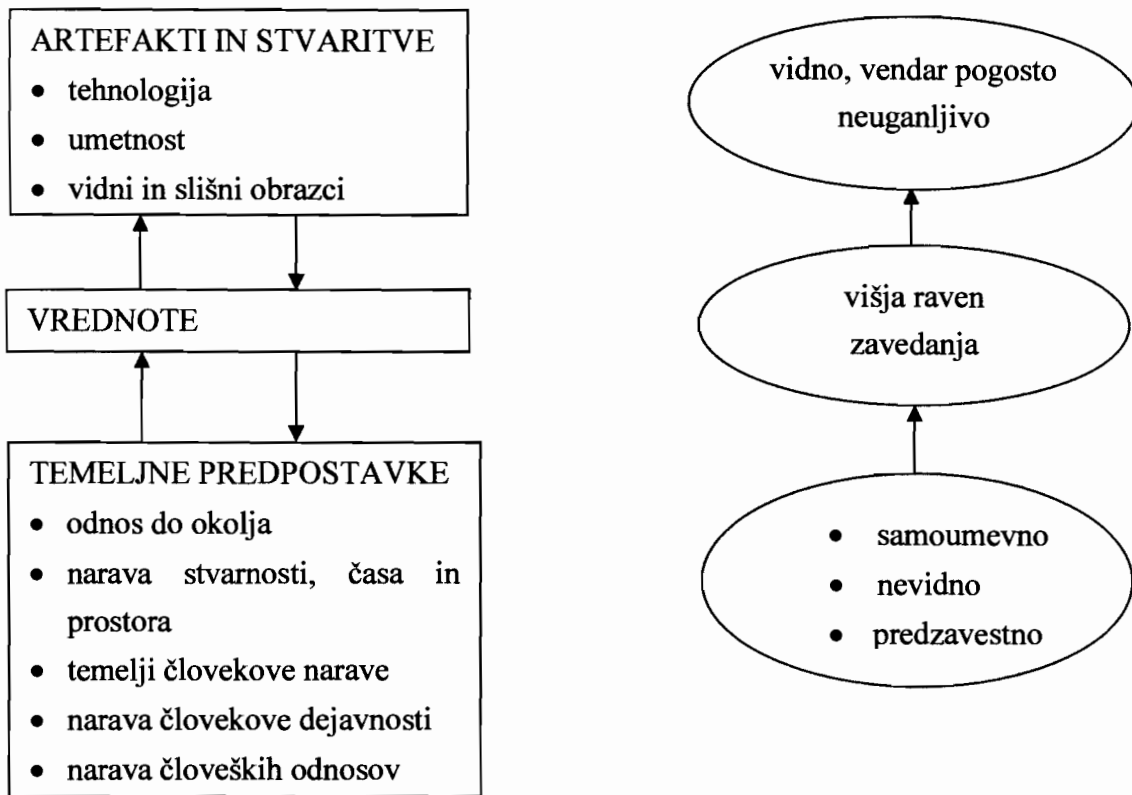 ARTEFAKTI IN STVARITVE
• tehnologija
• umetnost
• vidni in slišni obrazci
VREDNOTE
TEMELJNE PREDPOSTAVKE
• odnos do okolja
• narava stvarnosti, časa in
prostora
• temelji človekove narave
• narava človekove dejavnosti
• narava človeških odnosov
vidno, vendar pogosto
neuganljivo
višja raven
zavedanja
• samoumevno
• nevidno
• predzavestno